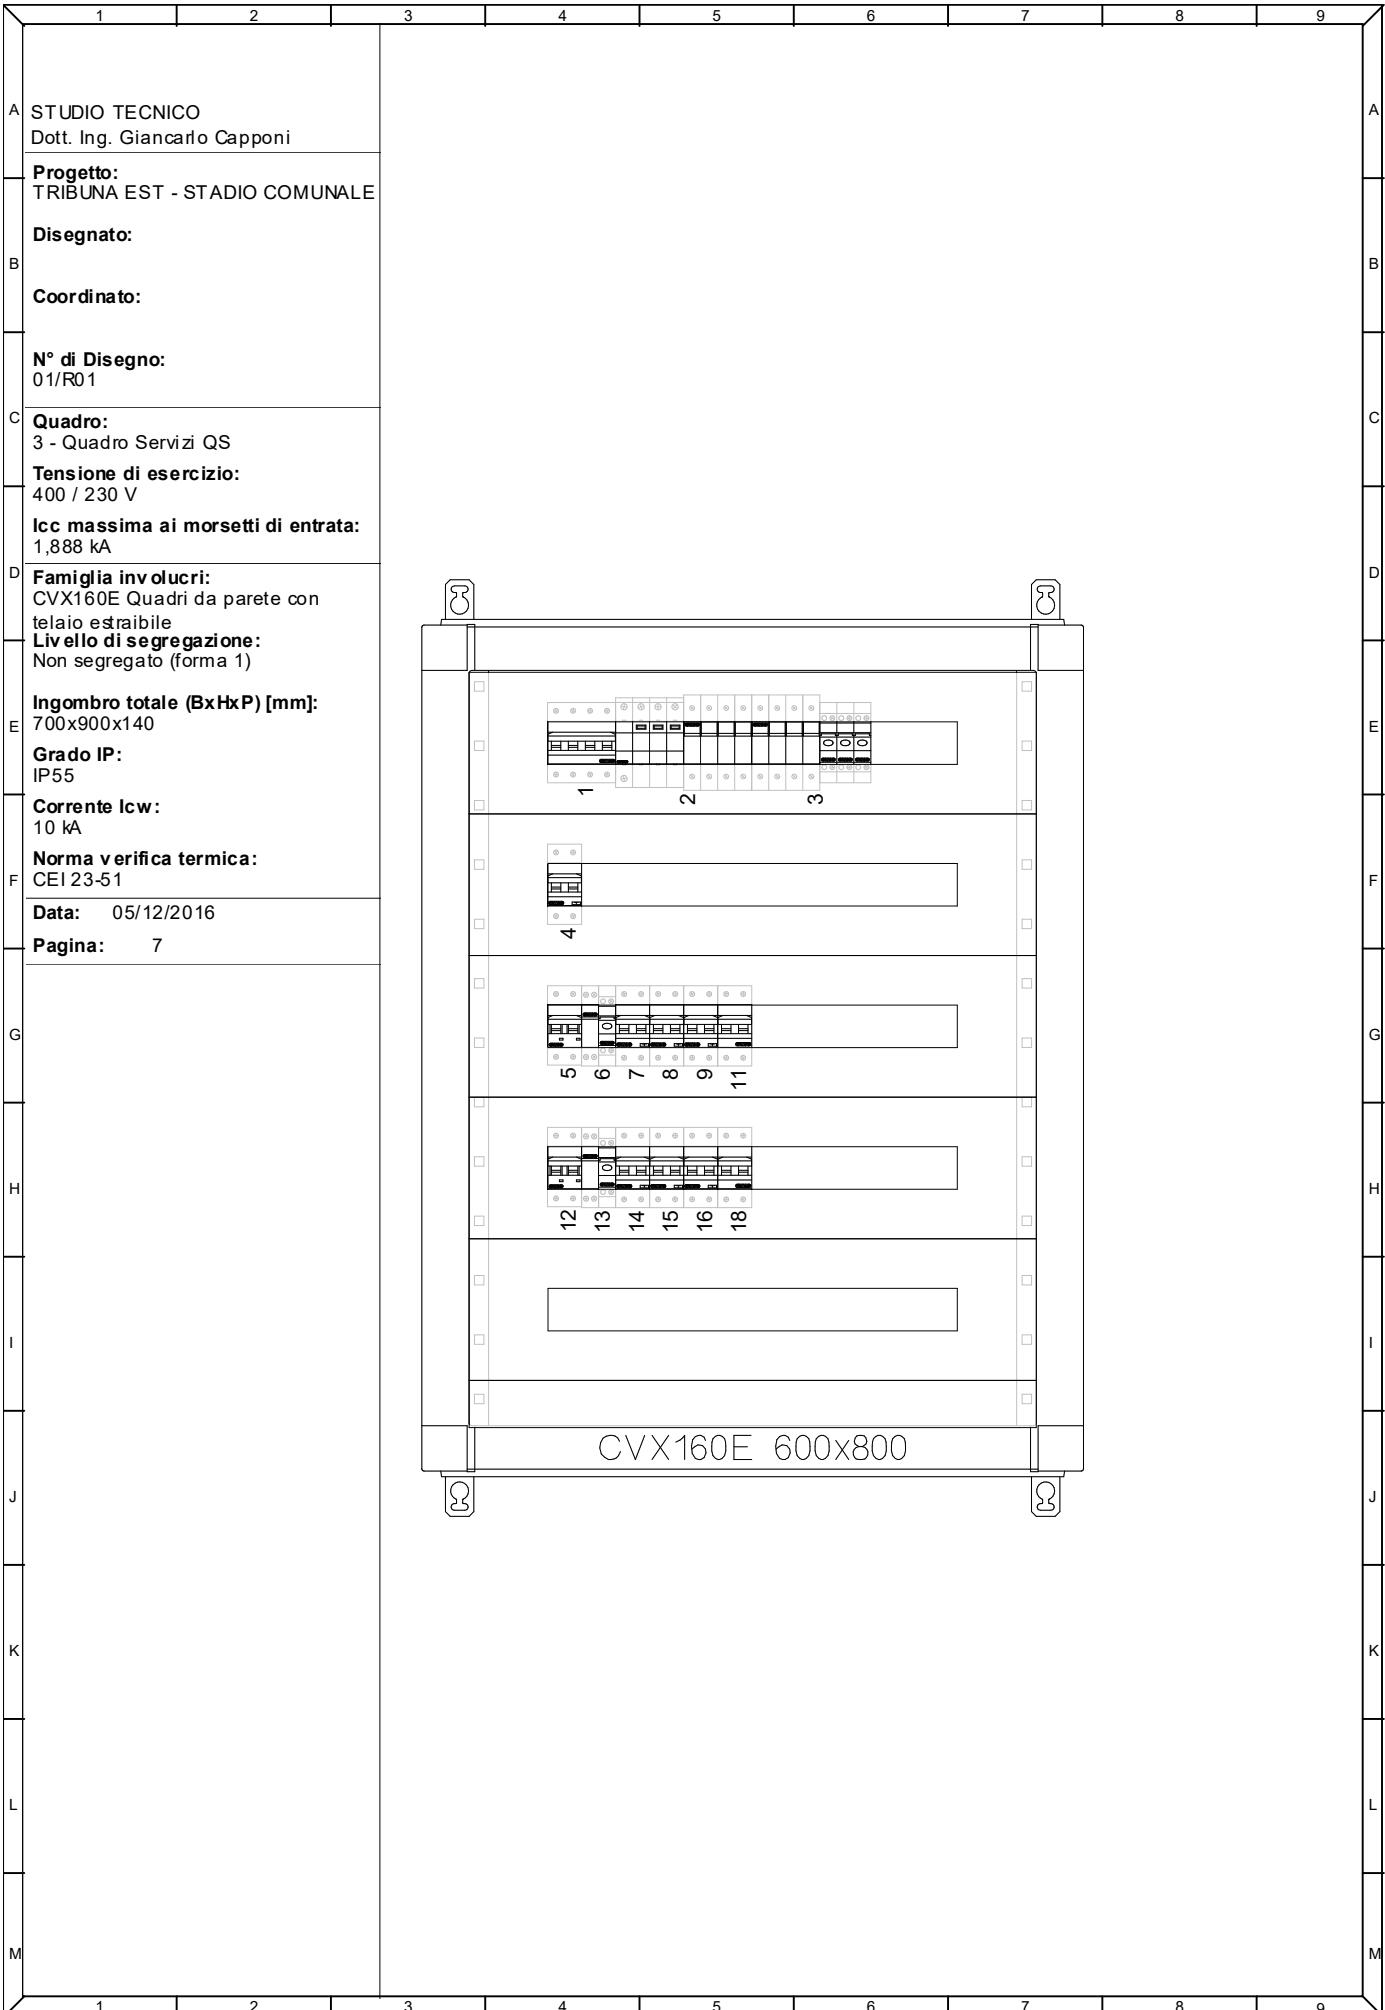 1 2 3 4 5 6 7 8 9
A A
STUDIO TECNICO
Dott. Ing. Giancarlo Capponi
Progetto:
TRIBUNA EST - STADIO COMUNALE
Disegnato:
B B
Coordinato:
N° di Disegno:
01/R01
C C
Quadro:
3 - Quadro Servizi QS
Tensione di esercizio:
400 / 230 V
Icc massima ai morsetti di entrata:
1,888 kA
D D
Famiglia involucri:
CVX160E Quadri da parete con
telaio estraibile
Livello di segregazione:
Non segregato (forma 1)
Ingombro totale (BxHxP) [mm]:
700x900x140
E E
Grado IP:
IP55
Corrente Icw:
10 kA
Norma verifica termica:
CEI 23-51
F F
Data: 05/12/2016
Pagina: 7
1 2 3
4
G G
5 6 7 8 9 11
H H
12 13 14 15 16 18
I I
CVX160E 600x800
J J
K K
L L
M M
1 2 3 4 5 6 7 8 9